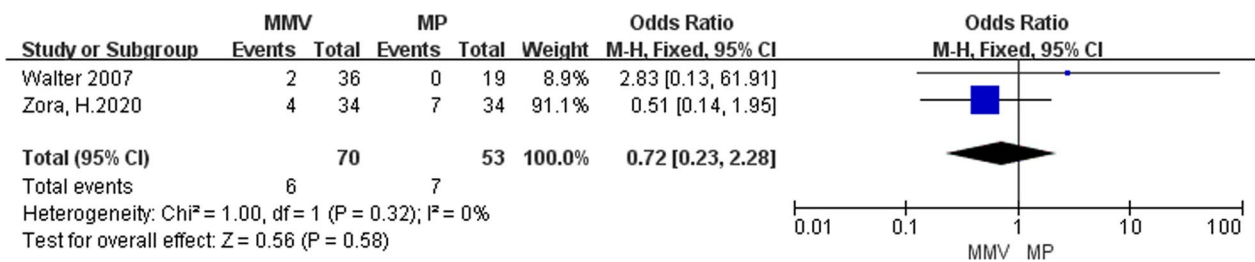 MMV MP Odds Ratio Odds Ratio
Study or Subgroup Events Total Events Total Weight M-H, Fixed, 95% CI M-H, Fixed, 95% CI
Walter 2007 2 36 0 19 8.9% 2.83 [0.13, 61.91]
Zora, H.2020 4 34 7 34 91.1% 0.51 [0.14, 1.95]
Total (95% CI) 70 53 100.0% 0.72 [0.23, 2.28]
Total events 6 7
Heterogeneity: Chi² = 1.00, df = 1 (P = 0.32); I² = 0%
Test for overall effect: Z = 0.56 (P = 0.58)
0.01 0.1 1 10 100
MMV MP